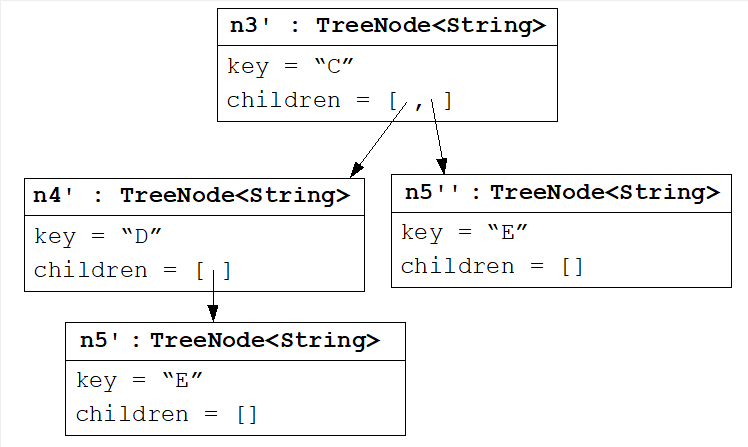 n3' : TreeNode<String>
key = “C”
children = [ , ]
n4' : TreeNode<String>
key = “D”
children = [ ]
n5'' : TreeNode<String>
key = “E”
children = []
n5' : TreeNode<String>
key = “E”
children = []